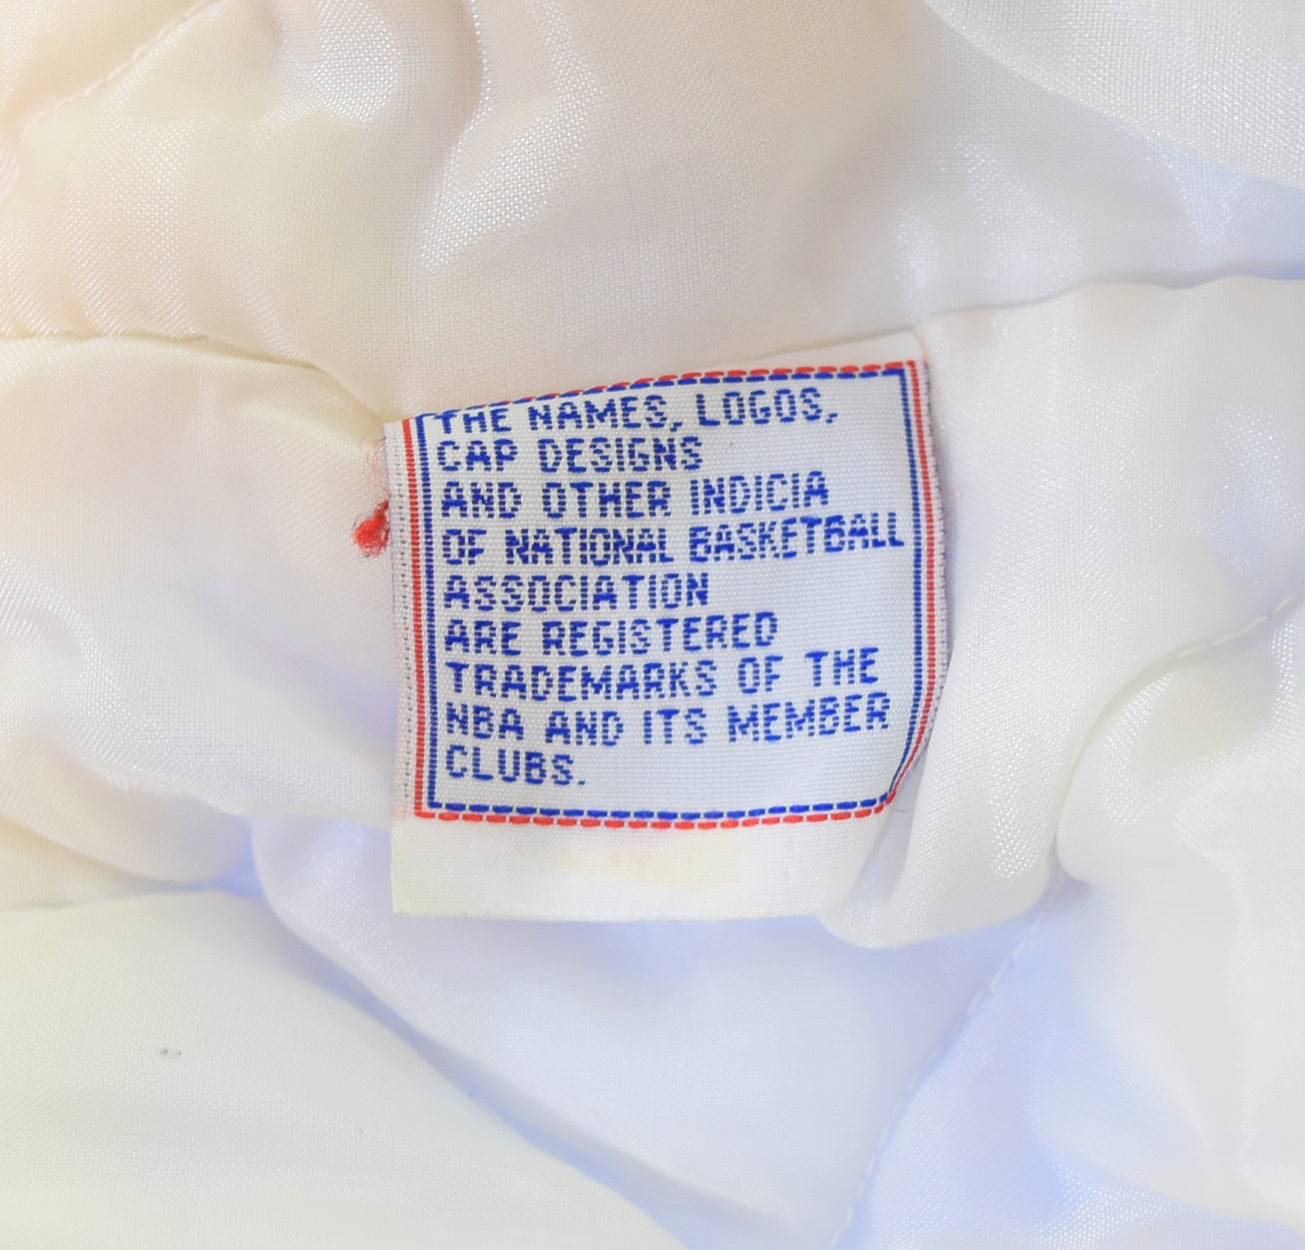 THE NAMES, LOGOS,
CAP DESIGNS
AND OTHER INDICIA
OF NATIONAL BASKETBALL
ASSOCIATION
ARE REGISTERED
TRADEMARKS OF THE
NBA AND ITS MEMBER
CLUBS.